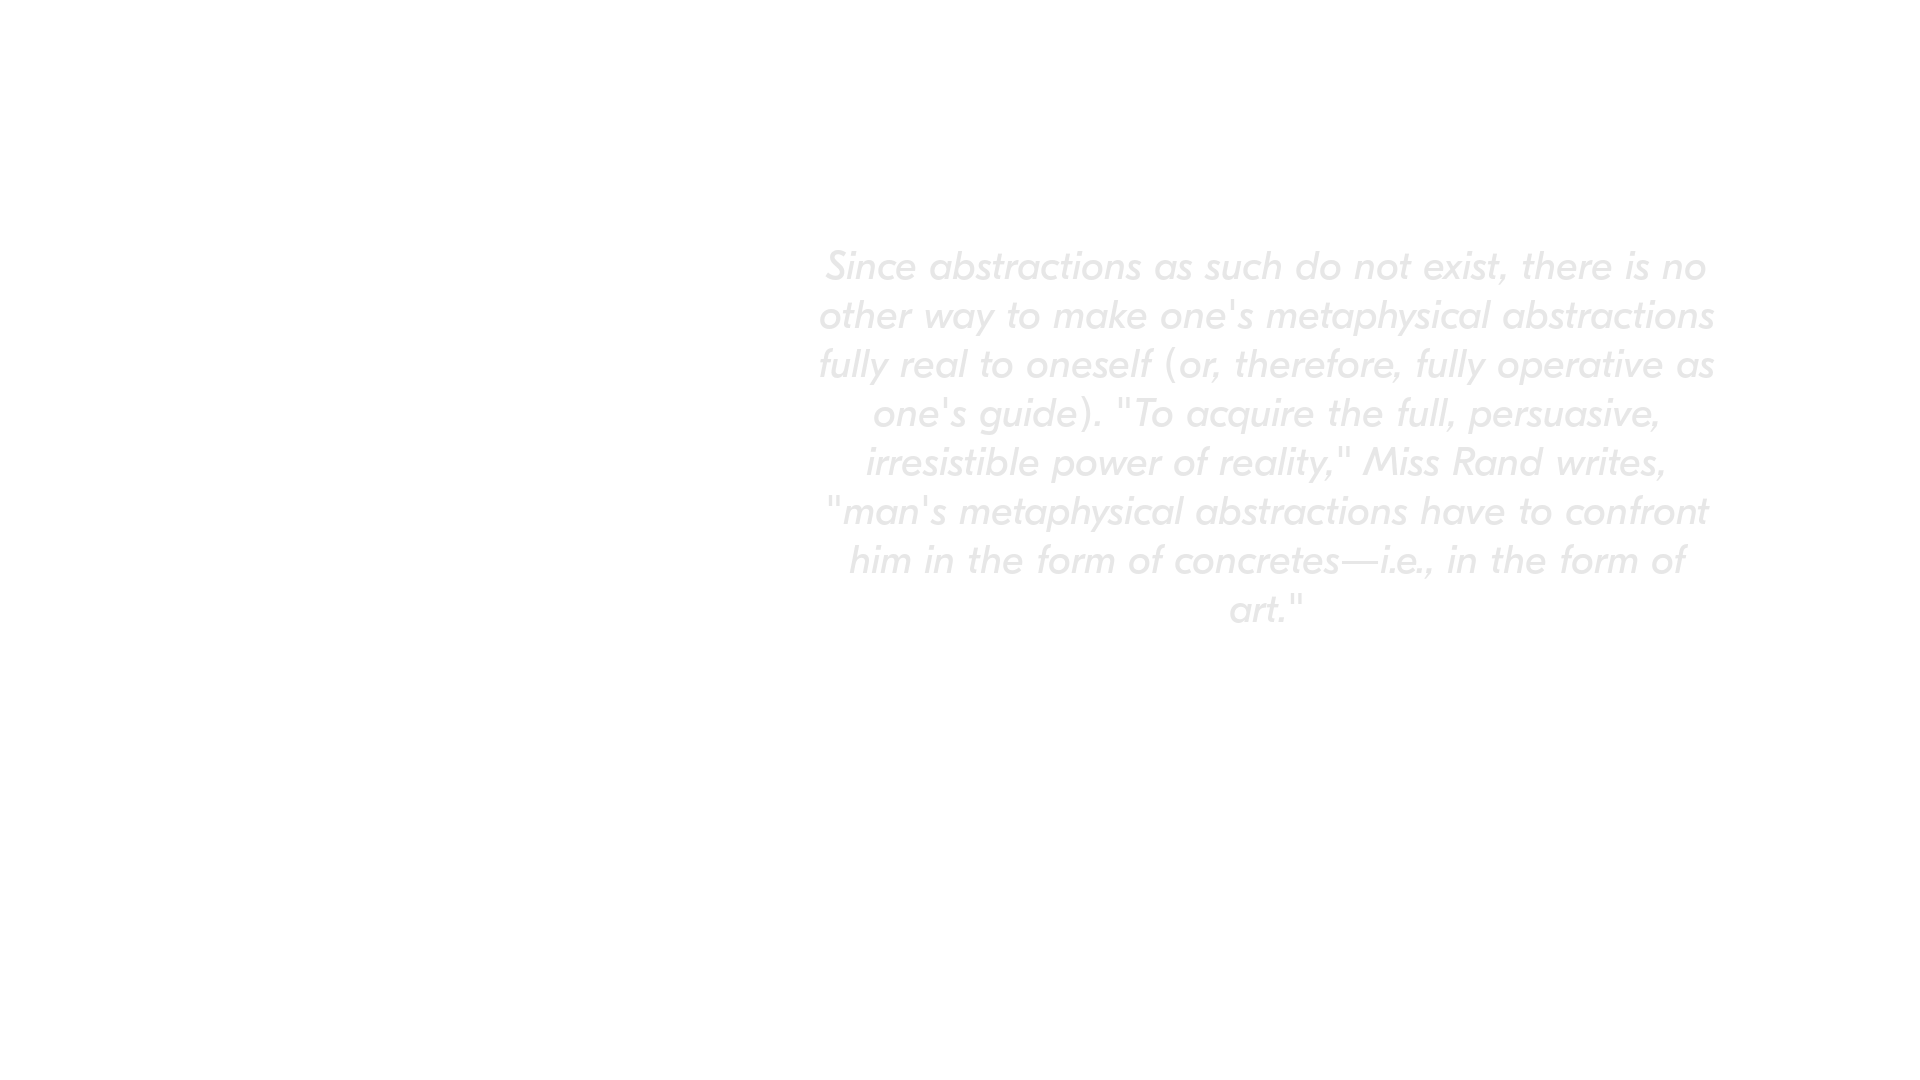 Since abstractions as such do not exist, there is no
other way to make one's metaphysical abstractions
fully real to oneself (or, therefore, fully operative as
one's guide). "To acquire the full, persuasive,
irresistible power of reality," Miss Rand writes,
"man's metaphysical abstractions have to confront
him in the form of concretes—i.e., in the form of
art."